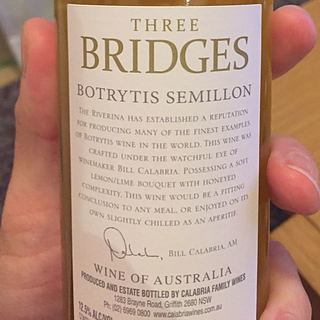 THREE
BRIDGES
BOTRYTIS SEMILLON
THE RIVERINA HAS ESTABLISHED A REPUTATION
FOR PRODUCING MANY OF THE FINEST EXAMPLES
OF BOTRYTIS WINE IN THE WORLD. THIS WINE WAS
CRAFTED UNDER THE WATCHFUL EYE OF
WINEMAKER BILL CALABRIA. POSSESSING A SOFT
LEMON/LIME BOUQUET WITH HONEYED
COMPLEXITY. THIS WINE WOULD BE A FITTING
CONCLUSION TO ANY MEAL, OR ENJOYED ON ITS
OWN SLIGHTLY CHILLED AS AN APERITIF.
BILL CALABRIA, AM
WINE OF AUSTRALIA
PRODUCED AND ESTATE BOTTLED BY CALABRIA FAMILY WINES
1283 Brayne Road, Griffith 2680 NSW
Ph: (02) 6969 0800 www.calabriawines.com